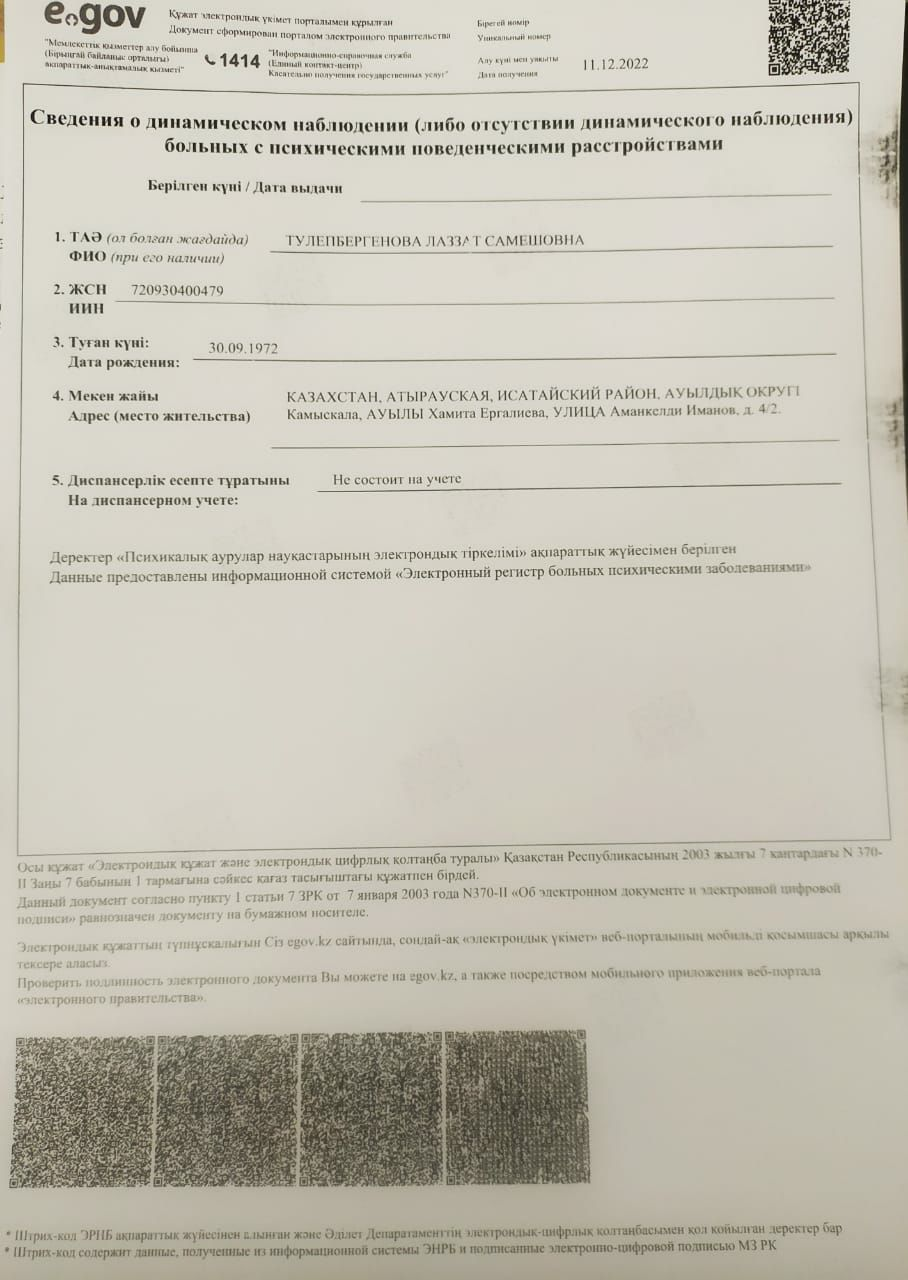 e.gov
Құжат электрондық үкімет порталымен құрылған
Документ сформирован порталом электронного правительства
Бірегей нөмір
Уникальный номер
"Мемлекеттік қызметтер алу бойынша
(Бірыңғай байланыс орталығы)
ақпараттық-анықтамалық қызметі"
1414
"Информационно-справочная служба
(Единый контакт-центр)
Касательно получения государственных услуг"
Алу күні мен уақыты
Дата получения
11.12.2022
Сведения о динамическом наблюдении (либо отсутствии динамического наблюдения)
больных с психическими поведенческими расстройствами
Берілген күні / Дата выдачи
1. ТАӘ (ол болған жағдайда)
ФИО (при его наличии)
ТУЛЕПБЕРГЕНОВА ЛАЗЗАТ САМЕШОВНА
2. ЖСН
ИИН
720930400479
3. Туған күні:
Дата рождения:
30.09.1972
4. Мекен жайы
Адрес (место жительства)
КАЗАХСТАН, АТЫРАУСКАЯ, ИСАТАЙСКИЙ РАЙОН, АУЫЛДЫҚ ОКРУГІ
Камыскала, АУЫЛЫ Хамита Ергалиева, УЛИЦА Аманкелди Иманов, д. 4/2.
5. Диспансерлік есепте тұратыны
На диспансерном учете:
Не состоит на учете
Деректер «Психикалық аурулар науқастарының электрондық тіркелімі» ақпараттық жүйесімен берілген
Данные предоставлены информационной системой «Электронный регистр больных психическими заболеваниями»
Осы құжат «Электрондық құжат және электрондық цифрлық қолтаңба туралы» Қазақстан Республикасының 2003 жылғы 7 қантардағы N 370-
II Заңы 7 бабының 1 тармағына сәйкес қағаз тасығыштағы құжатпен бірдей.
Данный документ согласно пункту 1 статьи 7 ЗРК от 7 января 2003 года N370-II «Об электронном документе и электронной цифровой
подписи» равнозначен документу на бумажном носителе.
Электрондық құжаттың түпнұсқалығын Сіз egov.kz сайтында, сондай-ақ «электрондық үкімет» веб-порталының мобильді қосымшасы арқылы
тексере аласыз.
Проверить подлинность электронного документа Вы можете на egov.kz, а также посредством мобильного приложения веб-портала
«электронного правительства».
* Штрих-код ЭРНБ ақпараттық жүйесінен алынған және Әділет Департаменттің электрондық-цифрлық қолтаңбасымен қол қойылған деректер бар
* Штрих-код содержит данные, полученные из информационной системы ЭНРБ и подписанные электронно-цифровой подписью МЗ РК